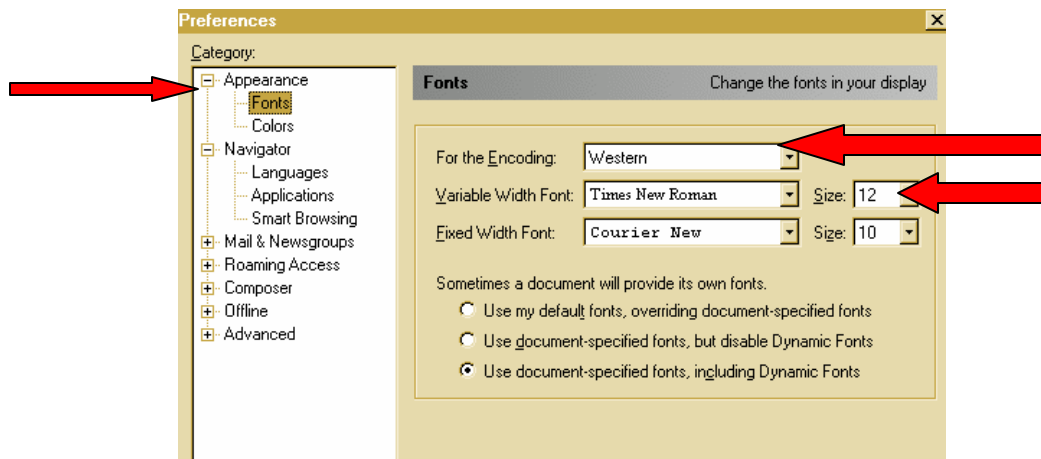 Preferences
Category:
Appearance
Fonts
Colors
Navigator
Languages
Applications
Smart Browsing
Mail & Newsgroups
Roaming Access
Composer
Offline
Advanced
Fonts Change the fonts in your display
For the Encoding: Western
Variable Width Font: Times New Roman Size: 12
Fixed Width Font: Courier New Size: 10
Sometimes a document will provide its own fonts.
Use my default fonts, overriding document-specified fonts
Use document-specified fonts, but disable Dynamic Fonts
Use document-specified fonts, including Dynamic Fonts